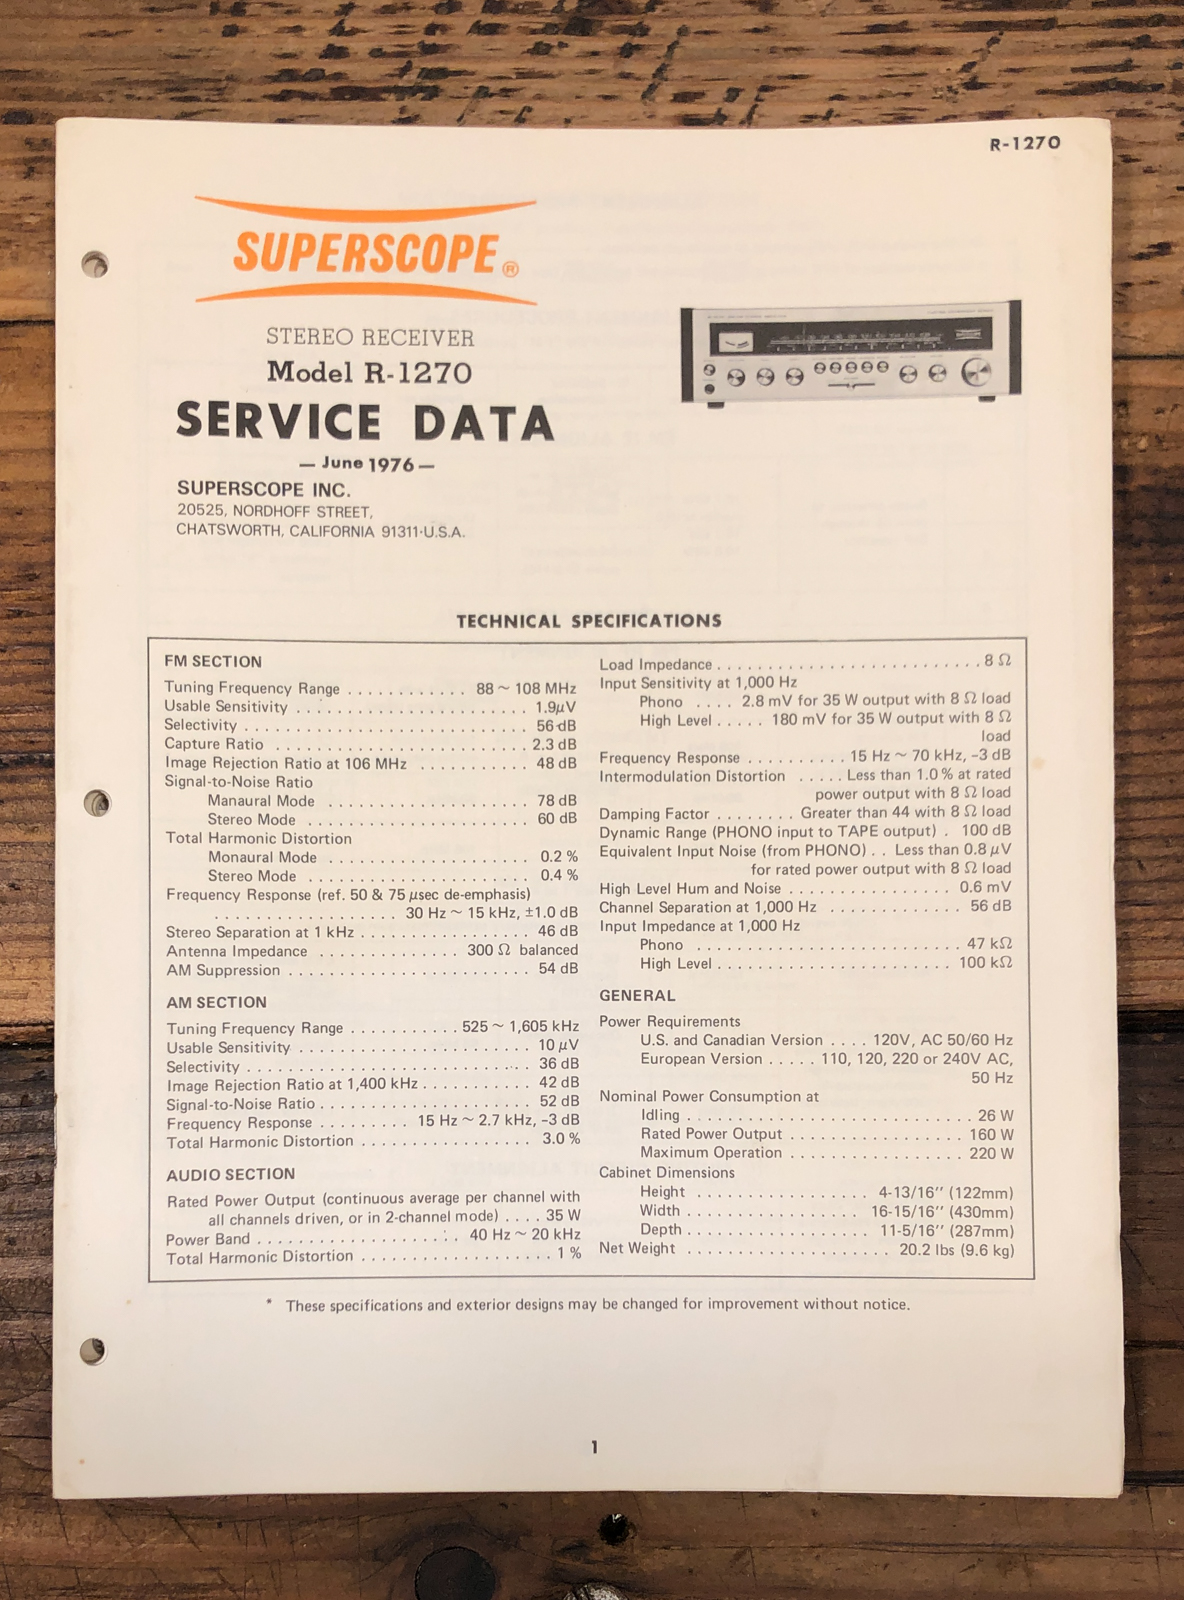 R-1270
SUPERSCOPE®
STEREO RECEIVER
Model R-1270
SERVICE DATA
— June 1976 —
SUPERSCOPE INC.
20525, NORDHOFF STREET,
CHATSWORTH, CALIFORNIA 91311·U.S.A.
TECHNICAL SPECIFICATIONS
FM SECTION
Tuning Frequency Range . . . . . . . . . . . . 88 ~ 108 MHz
Usable Sensitivity . . . . . . . . . . . . . . . . . . . . . . 1.9μV
Selectivity . . . . . . . . . . . . . . . . . . . . . . . . . . . 56 dB
Capture Ratio . . . . . . . . . . . . . . . . . . . . . . . . 2.3 dB
Image Rejection Ratio at 106 MHz . . . . . . . . . . 48 dB
Signal-to-Noise Ratio
Manaural Mode . . . . . . . . . . . . . . . . . . . 78 dB
Stereo Mode . . . . . . . . . . . . . . . . . . . . . 60 dB
Total Harmonic Distortion
Monaural Mode . . . . . . . . . . . . . . . . . . . 0.2 %
Stereo Mode . . . . . . . . . . . . . . . . . . . . . 0.4 %
Frequency Response (ref. 50 & 75 μsec de-emphasis)
. . . . . . . . . . . . . . . . . 30 Hz ~ 15 kHz, ±1.0 dB
Stereo Separation at 1 kHz . . . . . . . . . . . . . . . . 46 dB
Antenna Impedance . . . . . . . . . . . . . 300 Ω balanced
AM Suppression . . . . . . . . . . . . . . . . . . . . . . . 54 dB
AM SECTION
Tuning Frequency Range . . . . . . . . . . 525 ~ 1,605 kHz
Usable Sensitivity . . . . . . . . . . . . . . . . . . . . . . 10 μV
Selectivity . . . . . . . . . . . . . . . . . . . . . . . . . . . 36 dB
Image Rejection Ratio at 1,400 kHz . . . . . . . . . . 42 dB
Signal-to-Noise Ratio . . . . . . . . . . . . . . . . . . . . 52 dB
Frequency Response . . . . . . . . . 15 Hz ~ 2.7 kHz, –3 dB
Total Harmonic Distortion . . . . . . . . . . . . . . . . 3.0 %
AUDIO SECTION
Rated Power Output (continuous average per channel with
all channels driven, or in 2-channel mode) . . . . 35 W
Power Band . . . . . . . . . . . . . . . . . . . . 40 Hz ~ 20 kHz
Total Harmonic Distortion . . . . . . . . . . . . . . . . . . 1 %
Load Impedance . . . . . . . . . . . . . . . . . . . . . . . . . 8 Ω
Input Sensitivity at 1,000 Hz
Phono . . . . 2.8 mV for 35 W output with 8 Ω load
High Level . . . . . 180 mV for 35 W output with 8 Ω
load
Frequency Response . . . . . . . . . . 15 Hz ~ 70 kHz, –3 dB
Intermodulation Distortion . . . . . Less than 1.0 % at rated
power output with 8 Ω load
Damping Factor . . . . . . . . Greater than 44 with 8 Ω load
Dynamic Range (PHONO input to TAPE output) . 100 dB
Equivalent Input Noise (from PHONO) . . Less than 0.8 μV
for rated power output with 8 Ω load
High Level Hum and Noise . . . . . . . . . . . . . . . . 0.6 mV
Channel Separation at 1,000 Hz . . . . . . . . . . . . . 56 dB
Input Impedance at 1,000 Hz
Phono . . . . . . . . . . . . . . . . . . . . . . . . . . 47 kΩ
High Level . . . . . . . . . . . . . . . . . . . . . . . 100 kΩ
GENERAL
Power Requirements
U.S. and Canadian Version . . . . 120V, AC 50/60 Hz
European Version . . . . . 110, 120, 220 or 240V AC,
50 Hz
Nominal Power Consumption at
Idling . . . . . . . . . . . . . . . . . . . . . . . . . . . . 26 W
Rated Power Output . . . . . . . . . . . . . . . . . 160 W
Maximum Operation . . . . . . . . . . . . . . . . . 220 W
Cabinet Dimensions
Height . . . . . . . . . . . . . . . . . 4-13/16″ (122mm)
Width . . . . . . . . . . . . . . . . . . 16-15/16″ (430mm)
Depth . . . . . . . . . . . . . . . . . . 11-5/16″ (287mm)
Net Weight . . . . . . . . . . . . . . . . . . . . 20.2 lbs (9.6 kg)
* These specifications and exterior designs may be changed for improvement without notice.
1